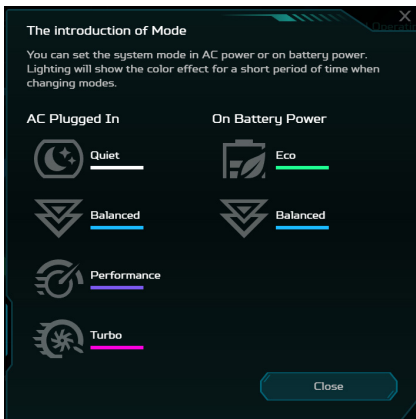 The introduction of Mode
You can set the system mode in AC power or on battery power.
Lighting will show the color effect for a short period of time when
changing modes.
AC Plugged In
On Battery Power
Quiet
Eco
Balanced
Balanced
Performance
Turbo
Close